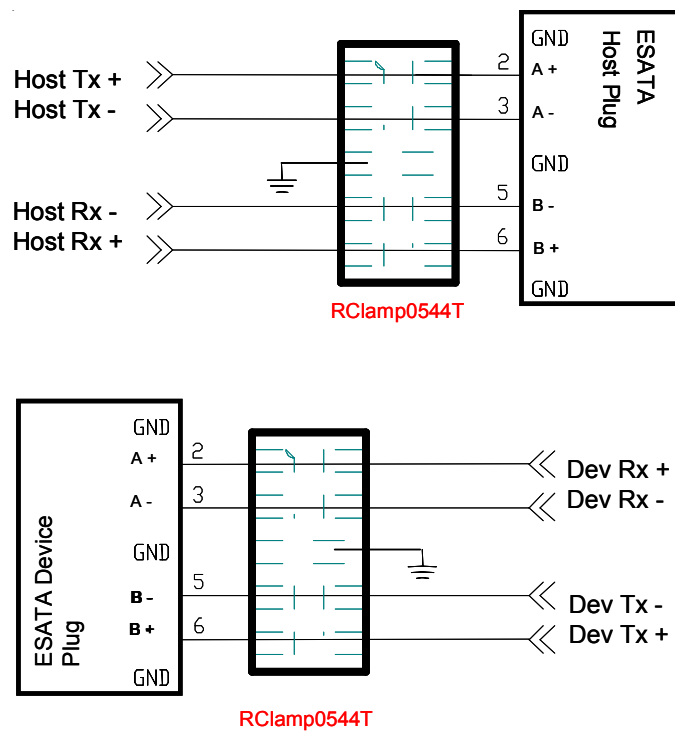 GND
ESATA
Host Plug
Host Tx +
2
A +
Host Tx -
3
A -
GND
Host Rx -
5
B -
Host Rx +
6
B +
GND
RClamp0544T
GND
A +
2
Dev Rx +
A -
3
Dev Rx -
GND
ESATA Device
Plug
B -
5
Dev Tx -
B +
6
Dev Tx +
GND
RClamp0544T